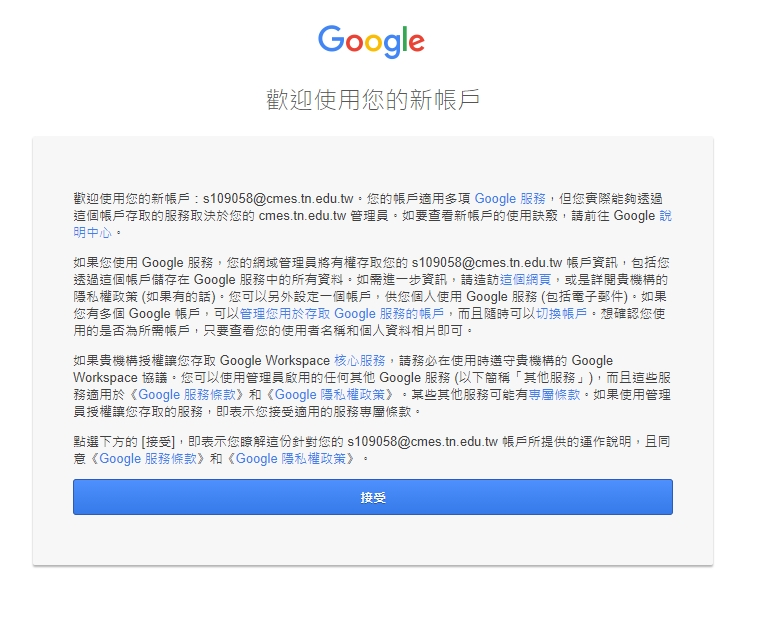 Google
歡迎使用您的新帳戶
歡迎使用您的新帳戶：s109058@cmes.tn.edu.tw。您的帳戶適用多項 Google 服務，但您實際能夠透過
這個帳戶存取的服務取決於您的 cmes.tn.edu.tw 管理員。如要查看新帳戶的使用訣竅，請前往 Google 說
明中心。
如果您使用 Google 服務，您的網域管理員將有權存取您的 s109058@cmes.tn.edu.tw 帳戶資訊，包括您
透過這個帳戶儲存在 Google 服務中的所有資料。如需進一步資訊，請造訪這個網頁，或是詳閱貴機構的
隱私權政策 (如果有的話)。您可以另外設定一個帳戶，供您個人使用 Google 服務 (包括電子郵件)。如果
您有多個 Google 帳戶，可以管理您用於存取 Google 服務的帳戶，而且隨時可以切換帳戶。想確認您使
用的是否為所需帳戶，只要查看您的使用者名稱和個人資料相片即可。
如果貴機構授權讓您存取 Google Workspace 核心服務，請務必在使用時遵守貴機構的 Google
Workspace 協議。您可以使用管理員啟用的任何其他 Google 服務 (以下簡稱「其他服務」)，而且這些服
務適用於《Google 服務條款》和《Google 隱私權政策》。某些其他服務可能有專屬條款。如果使用管理
員授權讓您存取的服務，即表示您接受適用的服務專屬條款。
點選下方的 [接受]，即表示您瞭解這份針對您的 s109058@cmes.tn.edu.tw 帳戶所提供的運作說明，且同
意《Google 服務條款》和《Google 隱私權政策》。
接受